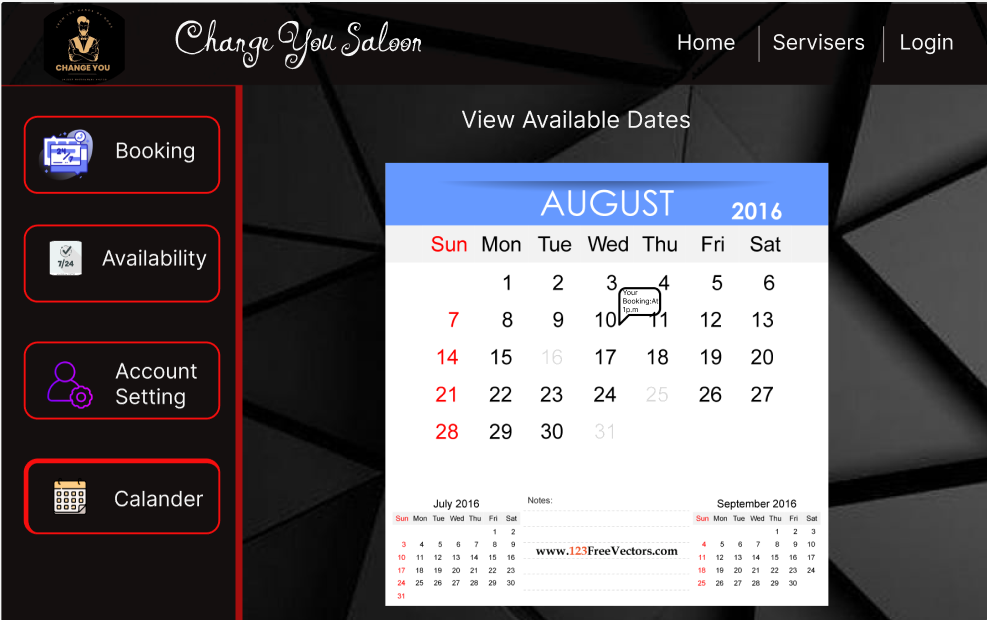 CHANGE YOU
Change You Saloon
Home
Servisers
Login
Booking
24/7
Availability
7/24
Account
Setting
Calander
View Available Dates
AUGUST 2016
Sun Mon Tue Wed Thu Fri Sat
1 2 3 4 5 6
Your
Booking:At
1p.m
7 8 9 10 11 12 13
14 15 16 17 18 19 20
21 22 23 24 25 26 27
28 29 30 31
July 2016
Sun Mon Tue Wed Thu Fri Sat
1 2
3 4 5 6 7 8 9
10 11 12 13 14 15 16
17 18 19 20 21 22 23
24 25 26 27 28 29 30
31
Notes:
www.123FreeVectors.com
September 2016
Sun Mon Tue Wed Thu Fri Sat
1 2 3
4 5 6 7 8 9 10
11 12 13 14 15 16 17
18 19 20 21 22 23 24
25 26 27 28 29 30